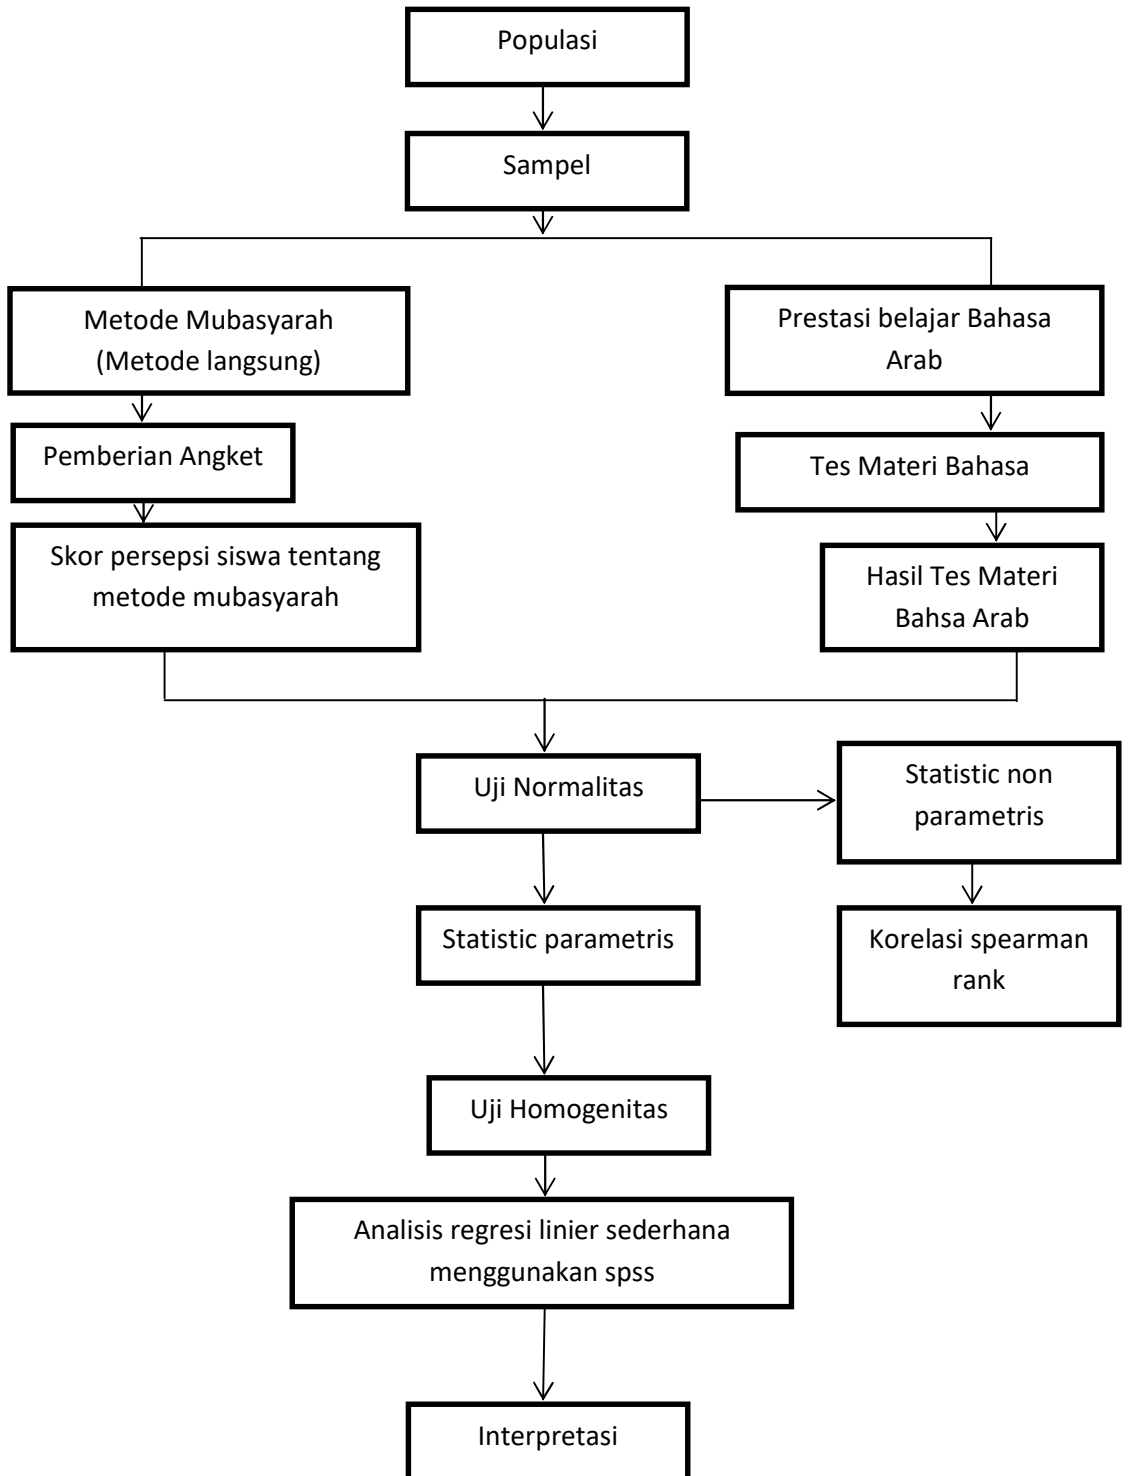 Populasi
Sampel
Metode Mubasyarah
(Metode langsung)
Prestasi belajar Bahasa
Arab
Pemberian Angket
Tes Materi Bahasa
Skor persepsi siswa tentang
metode mubasyarah
Hasil Tes Materi
Bahsa Arab
Uji Normalitas
Statistic non
parametris
Statistic parametris
Korelasi spearman
rank
Uji Homogenitas
Analisis regresi linier sederhana
menggunakan spss
Interpretasi